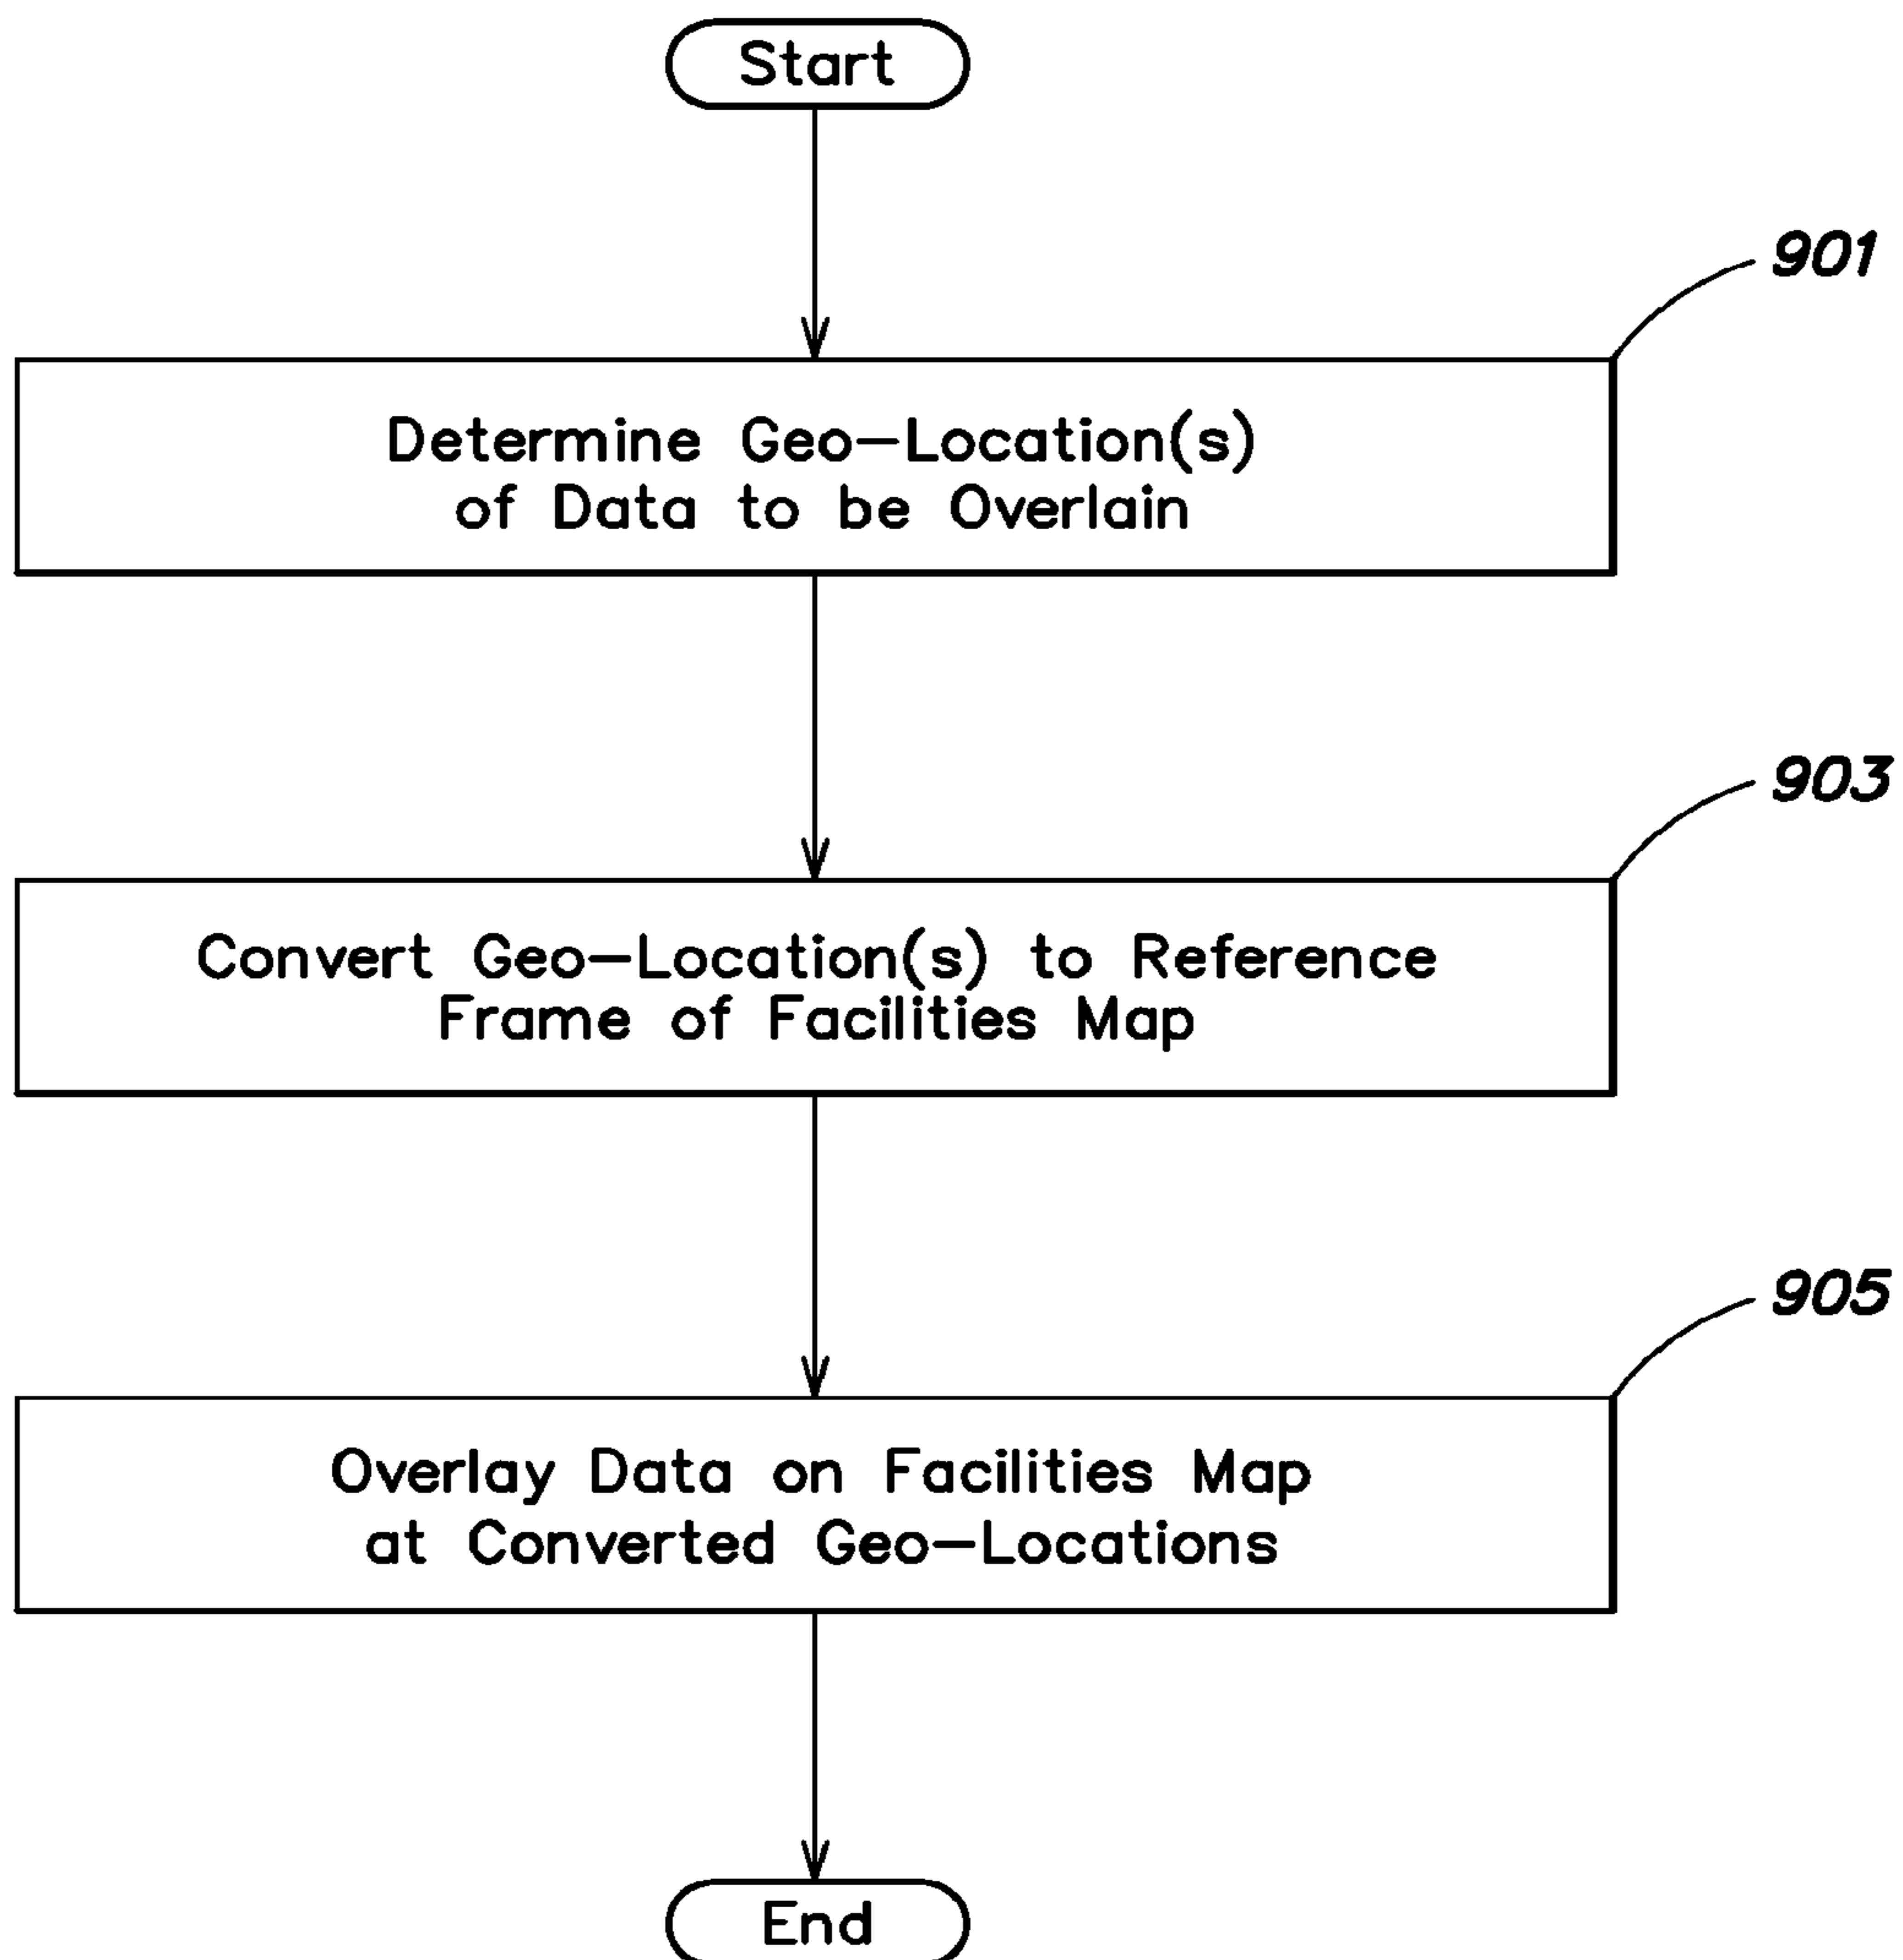 Start
901
Determine Geo–Location(s)
of Data to be Overlain
903
Convert Geo–Location(s) to Reference
Frame of Facilities Map
905
Overlay Data on Facilities Map
at Converted Geo–Locations
End